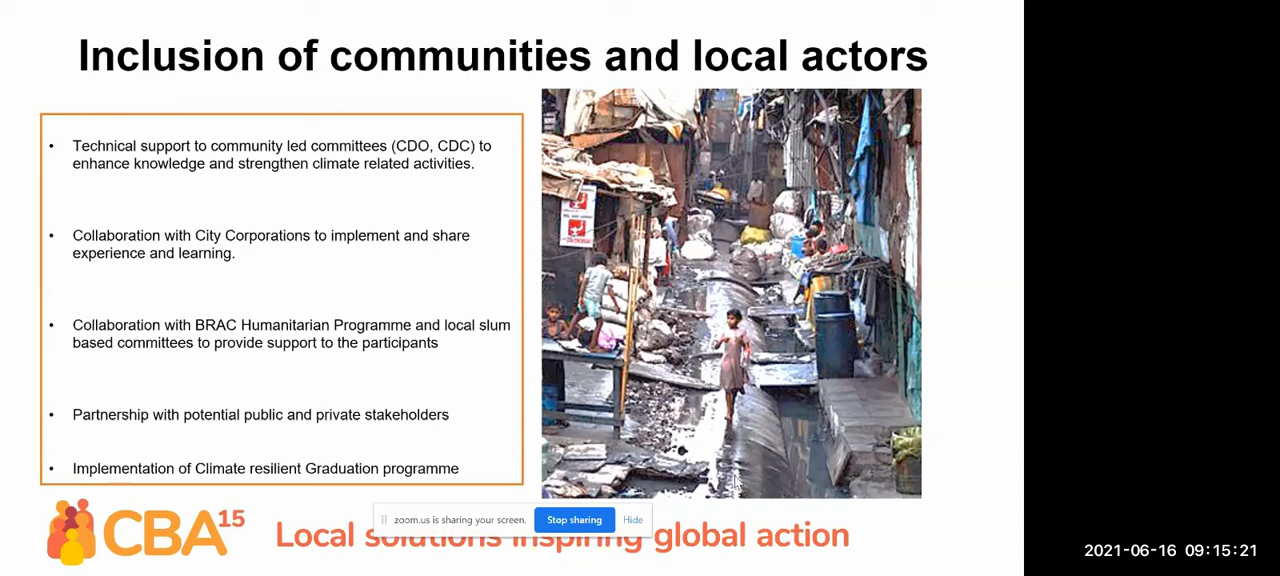 Inclusion of communities and local actors
• Technical support to community led committees (CDO, CDC) to
enhance knowledge and strengthen climate related activities.
• Collaboration with City Corporations to implement and share
experience and learning.
• Collaboration with BRAC Humanitarian Programme and local slum
based committees to provide support to the participants
• Partnership with potential public and private stakeholders
• Implementation of Climate resilient Graduation programme
CBA15
zoom.us is sharing your screen. Stop sharing Hide
Local solutions inspiring global action
2021-06-16 09:15:21